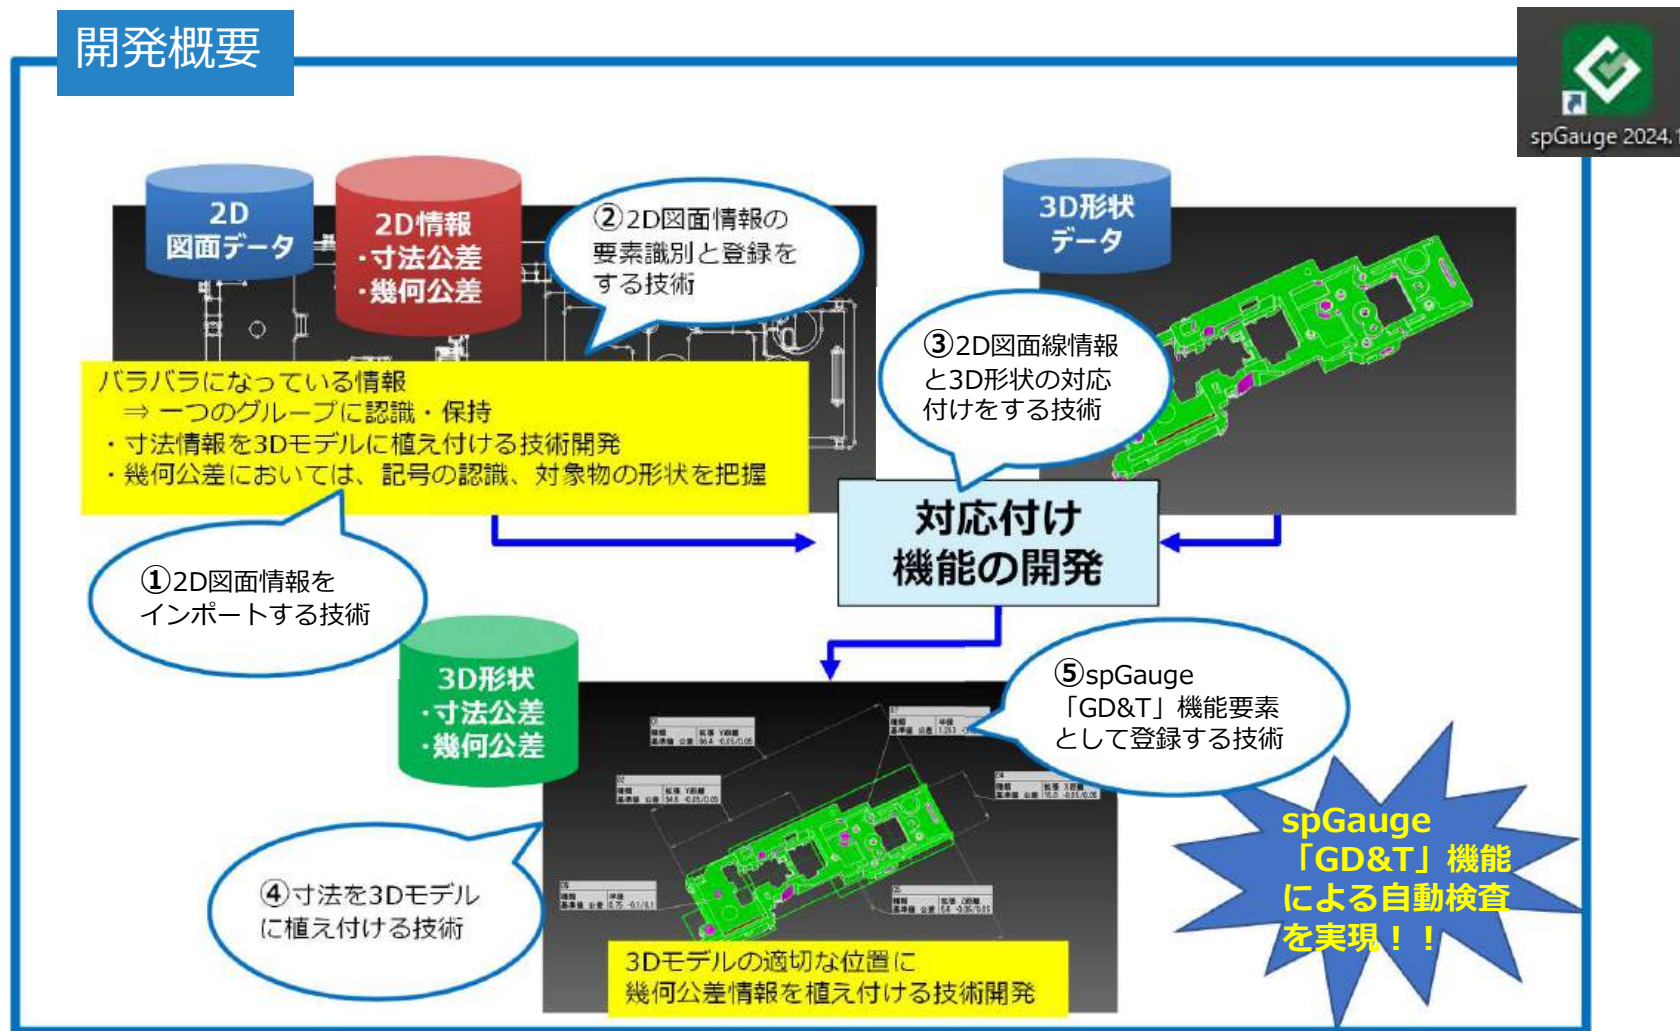 開発概要
spGauge 2024.1
2D
図面データ
2D情報
・寸法公差
・幾何公差
②2D図面情報の
要素識別と登録を
する技術
3D形状
データ
③2D図面線情報
と3D形状の対応
付けをする技術
バラバラになっている情報
⇒ 一つのグループに認識・保持
・寸法情報を3Dモデルに植え付ける技術開発
・幾何公差においては、記号の認識、対象物の形状を把握
対応付け
機能の開発
①2D図面情報を
インポートする技術
3D形状
・寸法公差
・幾何公差
⑤spGauge
「GD&T」機能要素
として登録する技術
④寸法を3Dモデル
に植え付ける技術
3Dモデルの適切な位置に
幾何公差情報を植え付ける技術開発
spGauge
「GD&T」機能
による自動検査
を実現！！